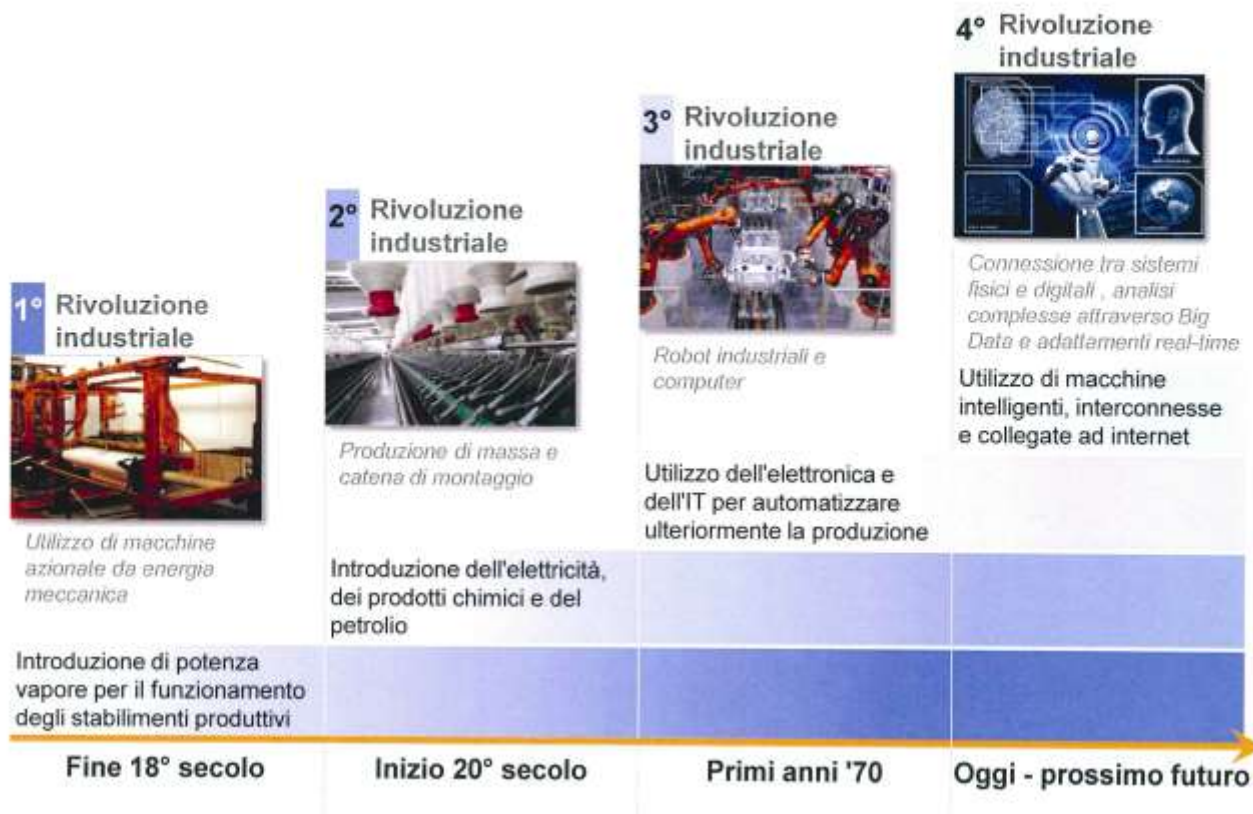 1° Rivoluzione
industriale
Utilizzo di macchine
azionate da energia
meccanica
Introduzione di potenza
vapore per il funzionamento
degli stabilimenti produttivi
Fine 18° secolo
2° Rivoluzione
industriale
Produzione di massa e
catena di montaggio
Introduzione dell'elettricità,
dei prodotti chimici e del
petrolio
Inizio 20° secolo
3° Rivoluzione
industriale
Robot industriali e
computer
Utilizzo dell'elettronica e
dell'IT per automatizzare
ulteriormente la produzione
Primi anni '70
4° Rivoluzione
industriale
Connessione tra sistemi
fisici e digitali , analisi
complesse attraverso Big
Data e adattamenti real-time
Utilizzo di macchine
intelligenti, interconnesse
e collegate ad internet
Oggi - prossimo futuro